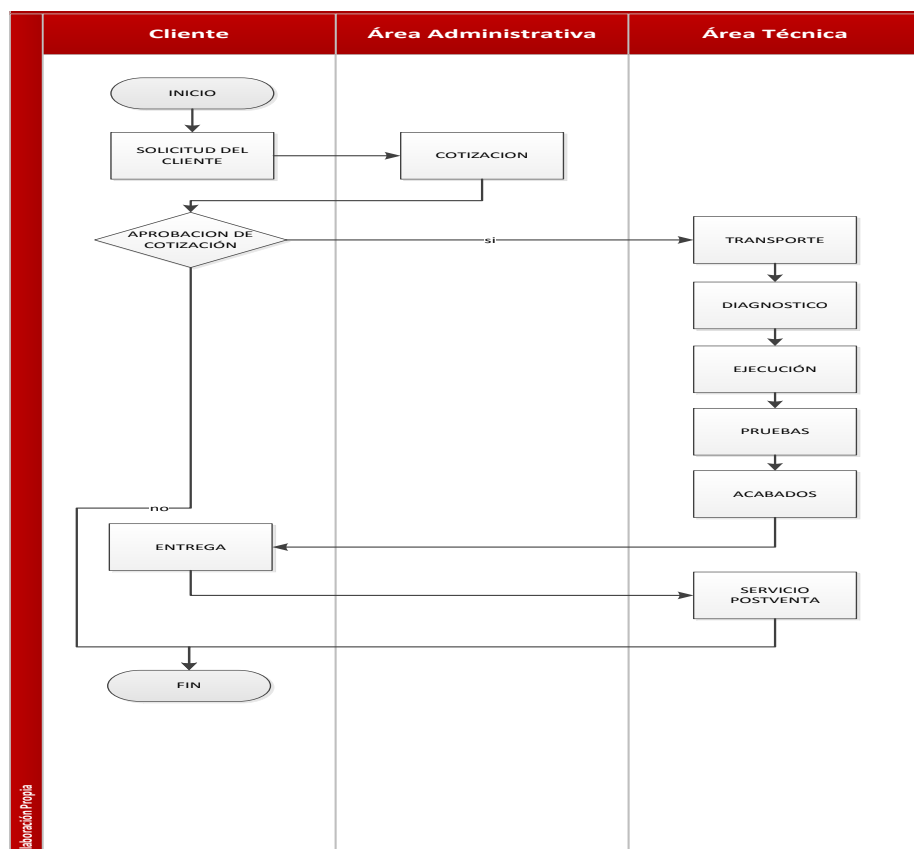 Cliente
Área Administrativa
Área Técnica
INICIO
SOLICITUD DEL
CLIENTE
COTIZACION
APROBACION DE
COTIZACIÓN
si
TRANSPORTE
DIAGNOSTICO
EJECUCIÓN
PRUEBAS
ACABADOS
no
ENTREGA
SERVICIO
POSTVENTA
FIN
laboración Propia